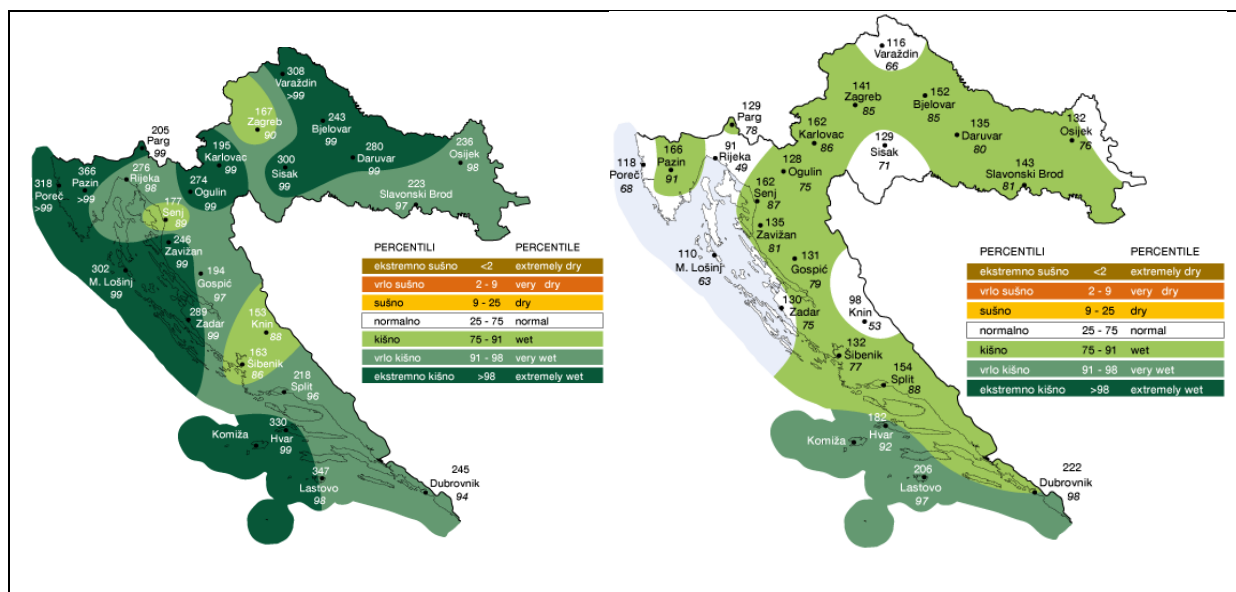 308
Varaždin
>99
167
Zagreb
90
243
Bjelovar
99
205
Parg
99
195
Karlovac
99
300
Sisak
99
280
Daruvar
99
236
Osijek
98
223
Slavonski Brod
97
318
Poreč
>99
366
Pazin
>99
276
Rijeka
98
274
Ogulin
99
177
Senj
89
246
Zavižan
99
302
M. Lošinj
99
194
Gospić
97
289
Zadar
99
153
Knin
88
163
Šibenik
86
218
Split
96
330
Hvar
99
Komiža
347
Lastovo
98
245
Dubrovnik
94
PERCENTILI PERCENTILE
ekstremno sušno <2 extremely dry
vrlo sušno 2 - 9 very dry
sušno 9 - 25 dry
normalno 25 - 75 normal
kišno 75 - 91 wet
vrlo kišno 91 - 98 very wet
ekstremno kišno >98 extremely wet
116
Varaždin
66
141
Zagreb
85
152
Bjelovar
85
129
Parg
78
162
Karlovac
86
129
Sisak
71
135
Daruvar
80
132
Osijek
76
143
Slavonski Brod
81
118
Poreč
68
166
Pazin
91
91
Rijeka
49
128
Ogulin
75
162
Senj
87
135
Zavižan
81
110
M. Lošinj
63
131
Gospić
79
130
Zadar
75
98
Knin
53
132
Šibenik
77
154
Split
88
182
Hvar
92
Komiža
206
Lastovo
97
222
Dubrovnik
98
PERCENTILI PERCENTILE
ekstremno sušno <2 extremely dry
vrlo sušno 2 - 9 very dry
sušno 9 - 25 dry
normalno 25 - 75 normal
kišno 75 - 91 wet
vrlo kišno 91 - 98 very wet
ekstremno kišno >98 extremely wet